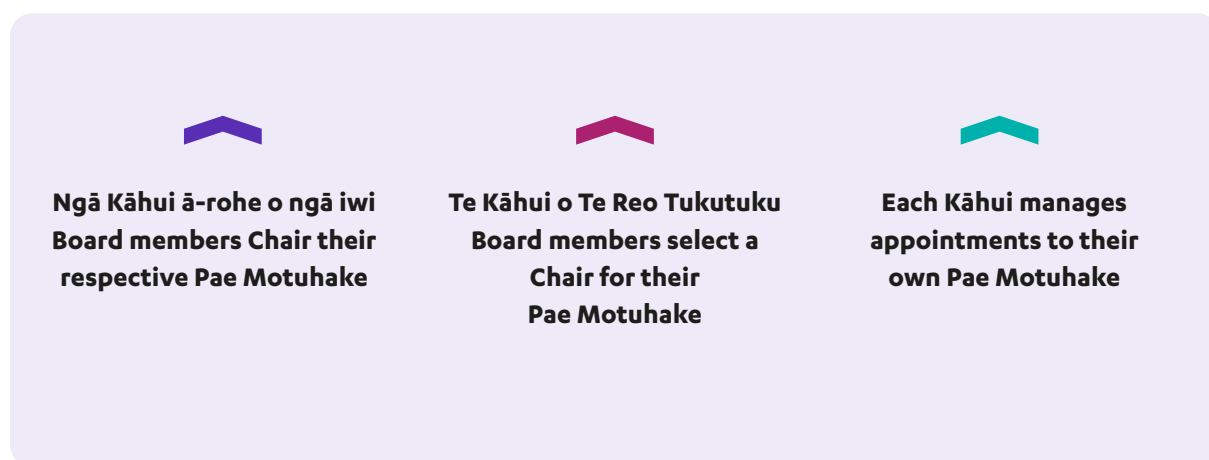 Ngā Kāhui ā-rohe o ngā iwi
Board members Chair their
respective Pae Motuhake
Te Kāhui o Te Reo Tukutuku
Board members select a
Chair for their
Pae Motuhake
Each Kāhui manages
appointments to their
own Pae Motuhake